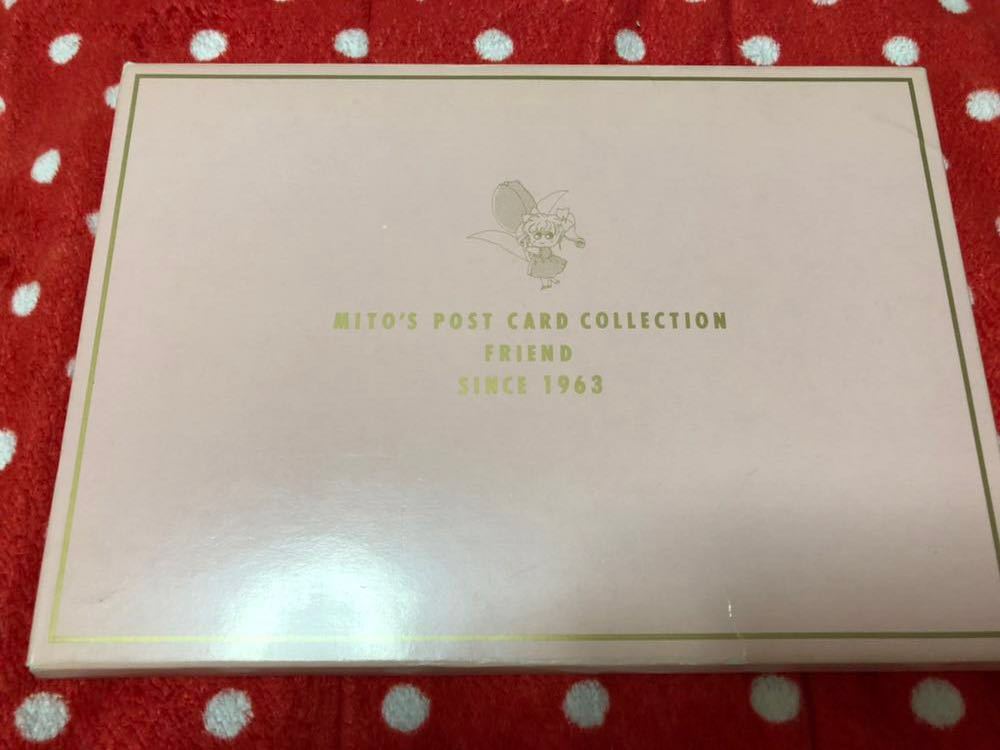 MITO'S POST CARD COLLECTION
FRIEND
SINCE 1963